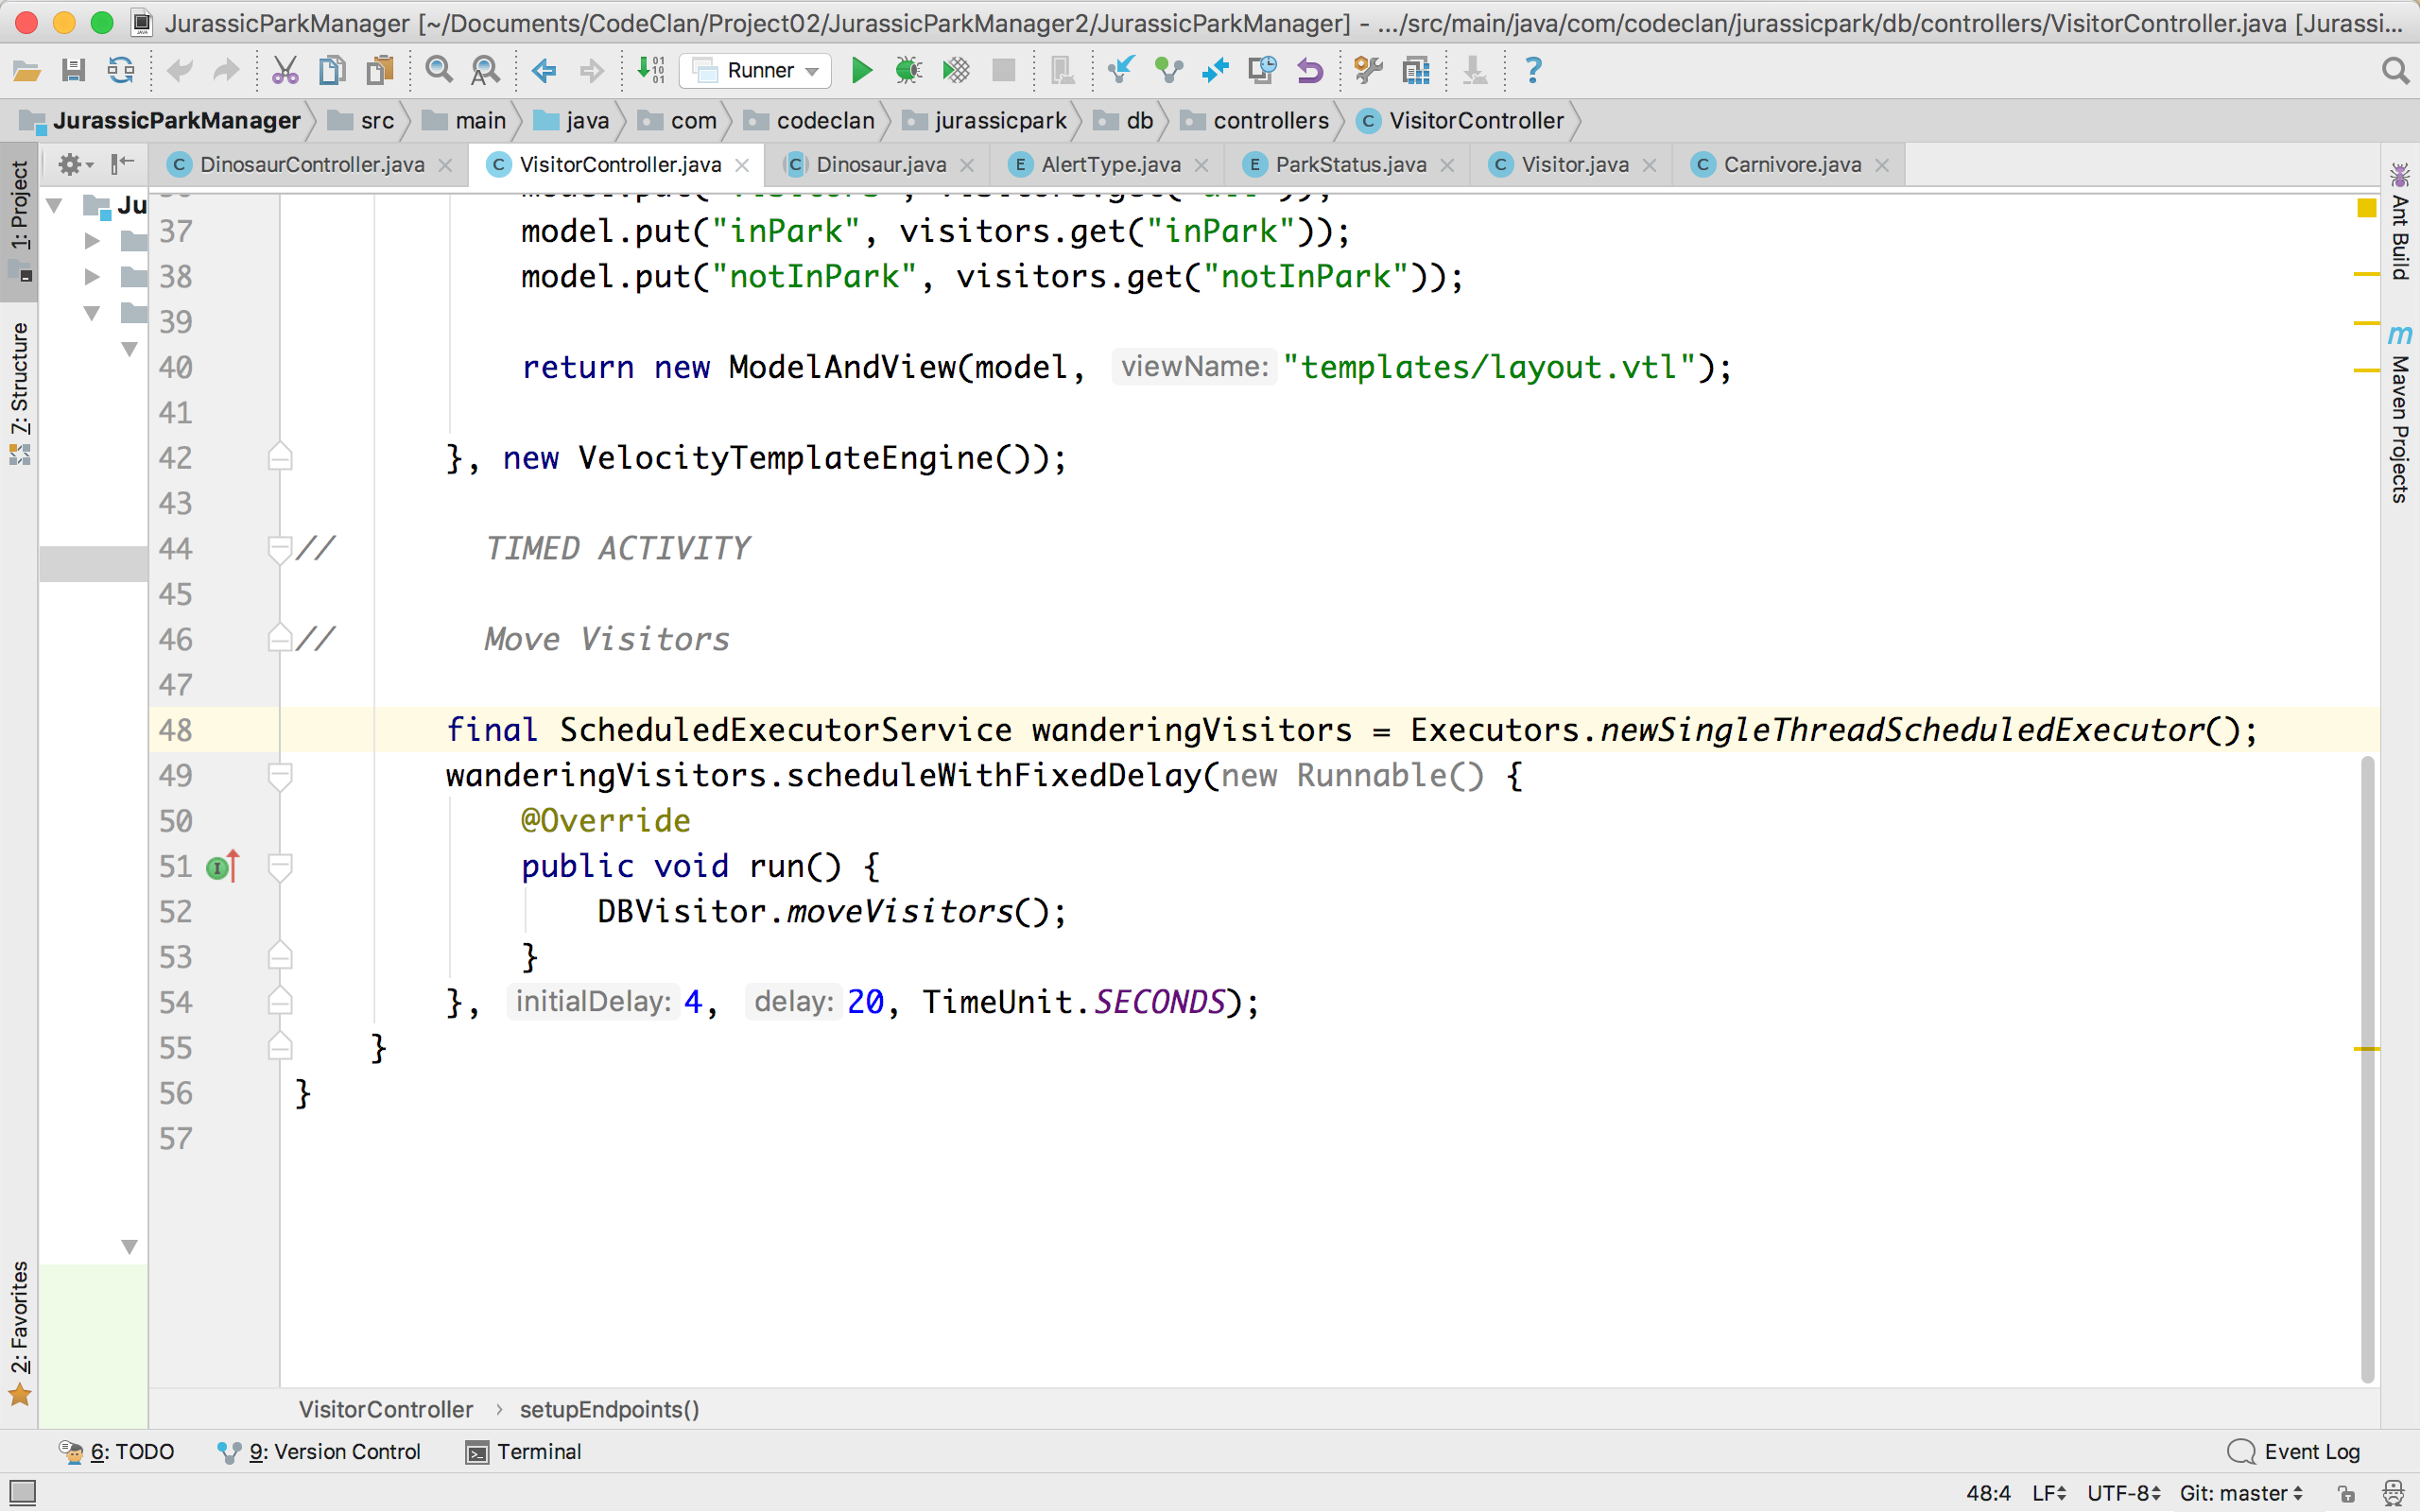 JurassicParkManager [~/Documents/CodeClan/Project02/JurassicParkManager2/JurassicParkManager] - .../src/main/java/com/codeclan/jurassicpark/db/controllers/VisitorController.java [Jurassi...
Runner
JurassicParkManager src main java com codeclan jurassicpark db controllers VisitorController
DinosaurController.java VisitorController.java Dinosaur.java AlertType.java ParkStatus.java Visitor.java Carnivore.java
1: Project
7: Structure
2: Favorites
Ju
37 model.put("inPark", visitors.get("inPark"));
38 model.put("notInPark", visitors.get("notInPark"));
39
40 return new ModelAndView(model, viewName: "templates/layout.vtl");
41
42 }, new VelocityTemplateEngine());
43
44 // TIMED ACTIVITY
45
46 // Move Visitors
47
48 final ScheduledExecutorService wanderingVisitors = Executors.newSingleThreadScheduledExecutor();
49 wanderingVisitors.scheduleWithFixedDelay(new Runnable() {
50 @Override
51 public void run() {
52 DBVisitor.moveVisitors();
53 }
54 }, initialDelay: 4, delay: 20, TimeUnit.SECONDS);
55 }
56 }
57
Ant Build
Maven Projects
VisitorController › setupEndpoints()
6: TODO 9: Version Control Terminal Event Log
48:4 LF UTF-8 Git: master